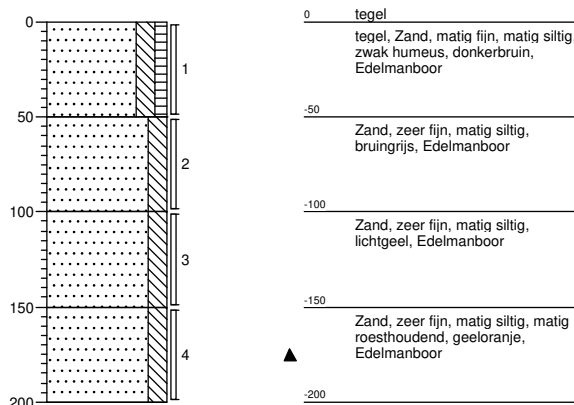 0
50
100
150
200
1
2
3
4
0
tegel
tegel, Zand, matig fijn, matig siltig
zwak humeus, donkerbruin,
Edelmanboor
-50
Zand, zeer fijn, matig siltig,
bruingrijs, Edelmanboor
-100
Zand, zeer fijn, matig siltig,
lichtgeel, Edelmanboor
-150
Zand, zeer fijn, matig siltig, matig
roesthoudend, geeloranje,
Edelmanboor
-200